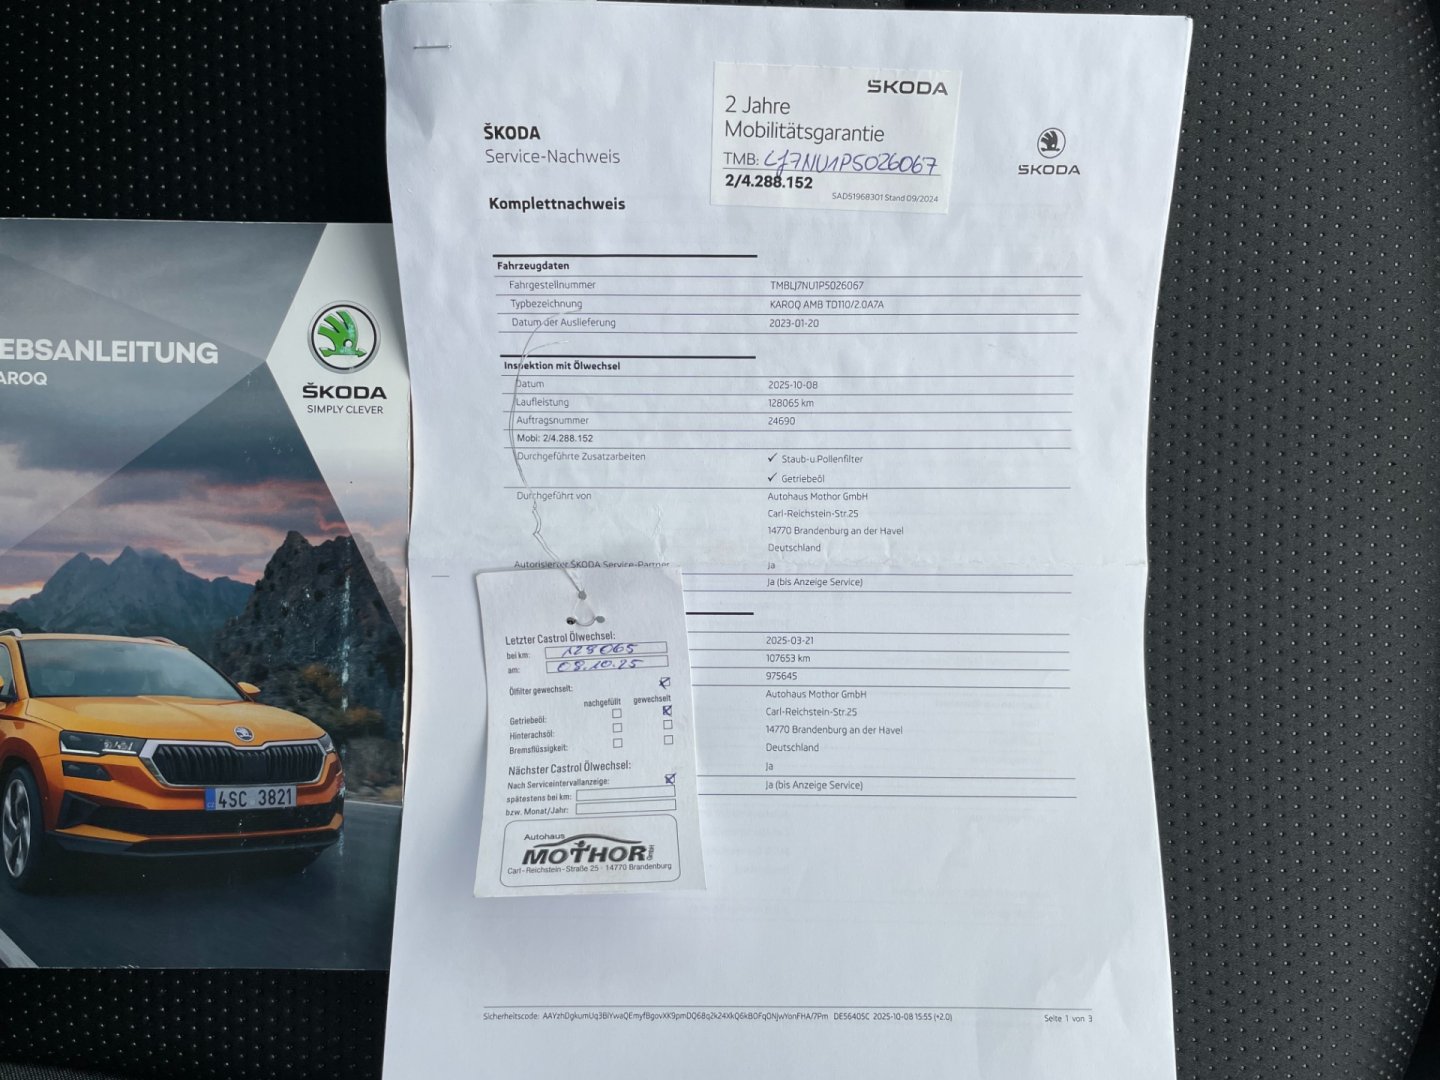 EBSANLEITUNG
AROQ
ŠKODA
SIMPLY CLEVER
4SC 3821
ŠKODA
Service-Nachweis
Komplettnachweis
ŠKODA
2 Jahre
Mobilitätsgarantie
TMB: LJ7NU1P5026067
2/4.288.152
SAD51968301 Stand 09/2024
ŠKODA
Fahrzeugdaten
Fahrgestellnummer TMBLJ7NU1P5026067
Typbezeichnung KAROQ AMB TD110/2.0A7A
Datum der Auslieferung 2023-01-20
Inspektion mit Ölwechsel
Datum 2025-10-08
Laufleistung 128065 km
Auftragsnummer 24690
Mobi: 2/4.288.152
Durchgeführte Zusatzarbeiten ✓ Staub-u.Pollenfilter
✓ Getriebeöl
Durchgeführt von Autohaus Mothor GmbH
Carl-Reichstein-Str.25
14770 Brandenburg an der Havel
Deutschland
Autorisierter ŠKODA Service-Partner Ja
Ja (bis Anzeige Service)
2025-03-21
107653 km
975645
Autohaus Mothor GmbH
Carl-Reichstein-Str.25
14770 Brandenburg an der Havel
Deutschland
Ja
Ja (bis Anzeige Service)
Letzter Castrol Ölwechsel:
bei km: 128065
am: 08.10.25
Ölfilter gewechselt:
nachgefüllt gewechselt
Getriebeöl:
Hinterachsöl:
Bremsflüssigkeit:
Nächster Castrol Ölwechsel:
Nach Serviceintervallanzeige:
spätestens bei km:
bzw. Monat/Jahr:
Autohaus
MOTHOR GmbH
Carl-Reichstein-Straße 25 · 14770 Brandenburg
Sicherheitscode: DE5640SC 2025-10-08 15:55 (+2.0) Seite 1 von 3